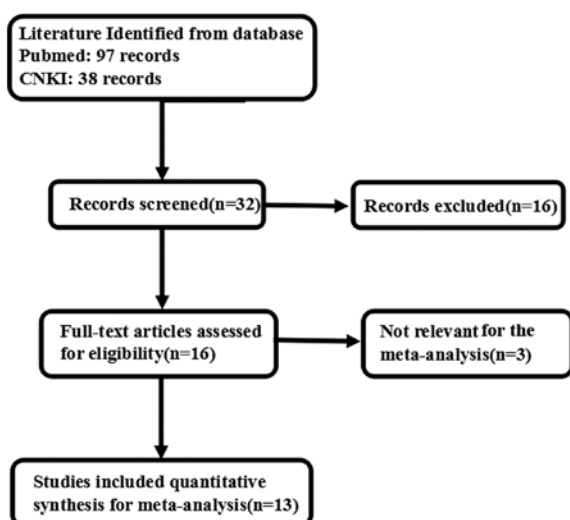 Literature Identified from database
Pubmed: 97 records
CNKI: 38 records
Records screened(n=32)
Records excluded(n=16)
Full-text articles assessed
for eligibility(n=16)
Not relevant for the
meta-analysis(n=3)
Studies included quantitative
synthesis for meta-analysis(n=13)